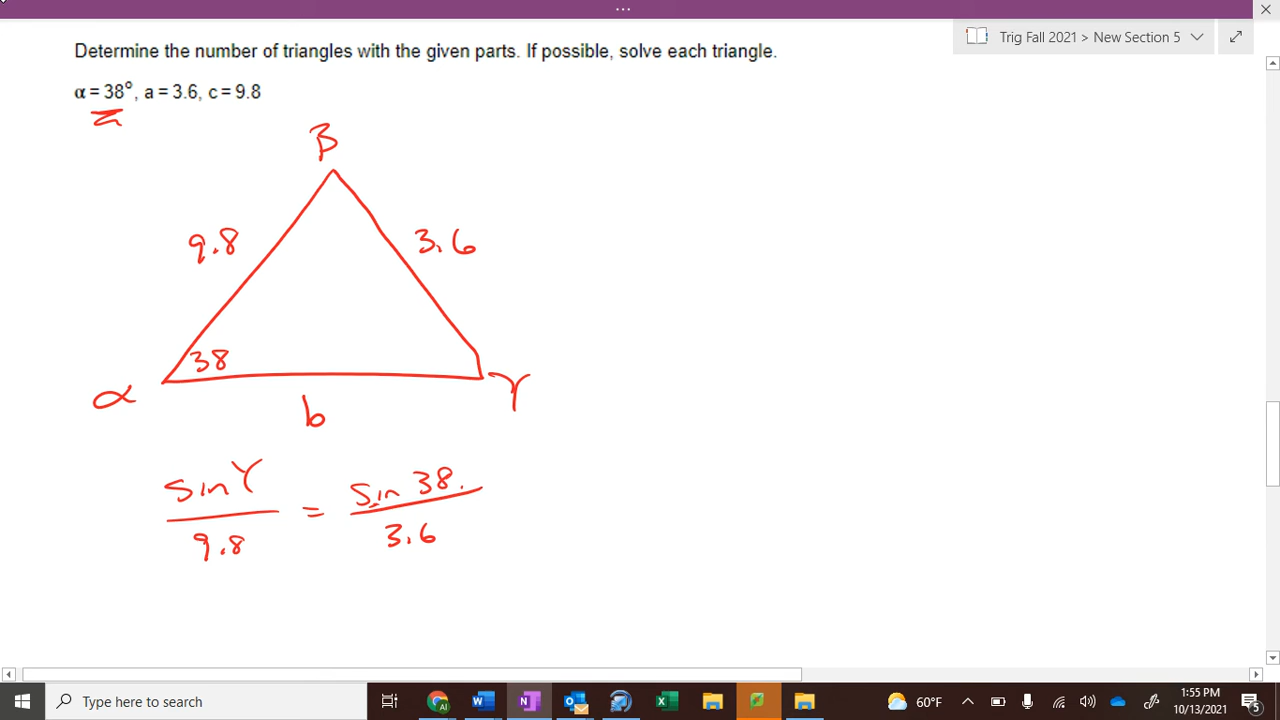 ...
Trig Fall 2021 > New Section 5
Determine the number of triangles with the given parts. If possible, solve each triangle.
α = 38°, a = 3.6, c = 9.8
β
9.8
3.6
38
α
γ
b
sin γ
9.8
=
sin 38
3.6
Type here to search
60°F
1:55 PM
10/13/2021
5